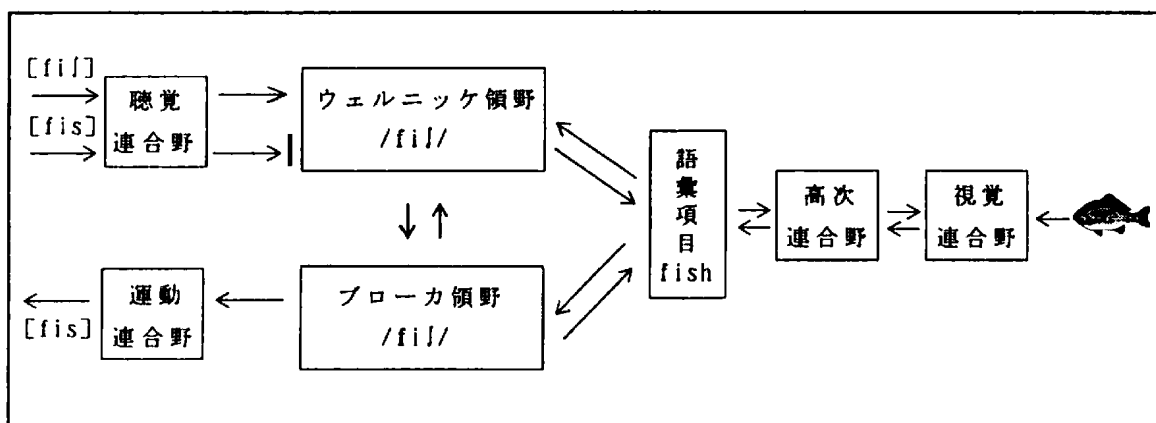 [fiʃ]
聴覚
連合野
[fis]
ウェルニッケ領野
/fiʃ/
語彙項目
fish
高次
連合野
視覚
連合野
運動
連合野
[fis]
ブローカ領野
/fiʃ/